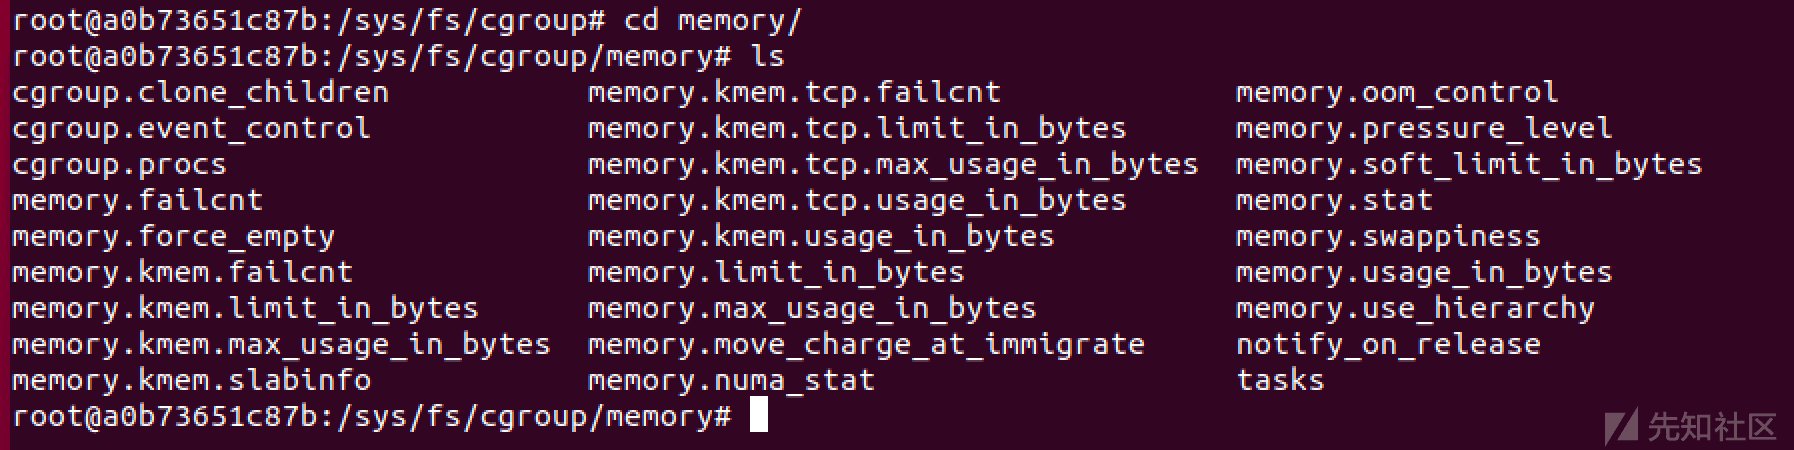 root@a0b73651c87b:/sys/fs/cgroup# cd memory/
root@a0b73651c87b:/sys/fs/cgroup/memory# ls
cgroup.clone_children memory.kmem.tcp.failcnt memory.oom_control
cgroup.event_control memory.kmem.tcp.limit_in_bytes memory.pressure_level
cgroup.procs memory.kmem.tcp.max_usage_in_bytes memory.soft_limit_in_bytes
memory.failcnt memory.kmem.tcp.usage_in_bytes memory.stat
memory.force_empty memory.kmem.usage_in_bytes memory.swappiness
memory.kmem.failcnt memory.limit_in_bytes memory.usage_in_bytes
memory.kmem.limit_in_bytes memory.max_usage_in_bytes memory.use_hierarchy
memory.kmem.max_usage_in_bytes memory.move_charge_at_immigrate notify_on_release
memory.kmem.slabinfo memory.numa_stat tasks
root@a0b73651c87b:/sys/fs/cgroup/memory#
先知社区